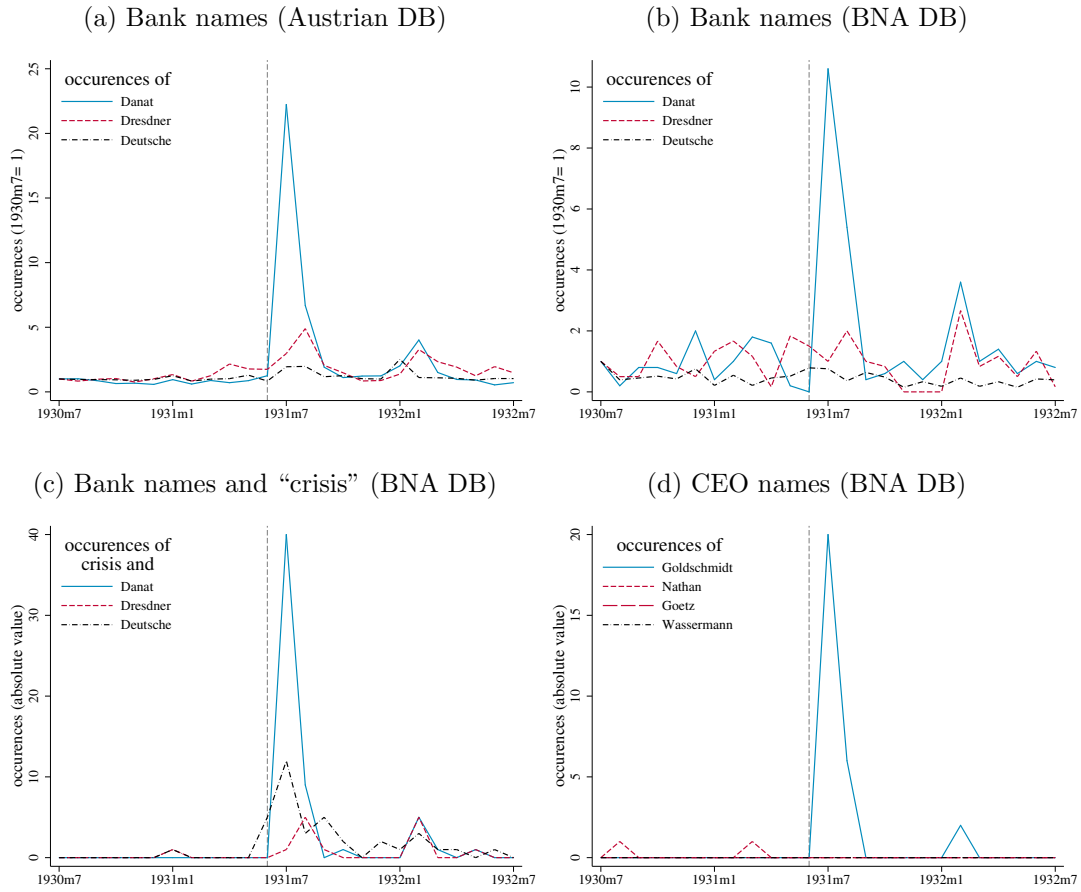 (a) Bank names (Austrian DB)
occurences (1930m7= 1)
25
20
15
10
5
0
occurences of
Danat
Dresdner
Deutsche
1930m7 1931m1 1931m7 1932m1 1932m7
(b) Bank names (BNA DB)
occurences (1930m7= 1)
10
8
6
4
2
0
occurences of
Danat
Dresdner
Deutsche
1930m7 1931m1 1931m7 1932m1 1932m7
(c) Bank names and “crisis” (BNA DB)
occurences (absolute value)
40
30
20
10
0
occurences of
crisis and
Danat
Dresdner
Deutsche
1930m7 1931m1 1931m7 1932m1 1932m7
(d) CEO names (BNA DB)
occurences (absolute value)
20
15
10
5
0
occurences of
Goldschmidt
Nathan
Goetz
Wassermann
1930m7 1931m1 1931m7 1932m1 1932m7